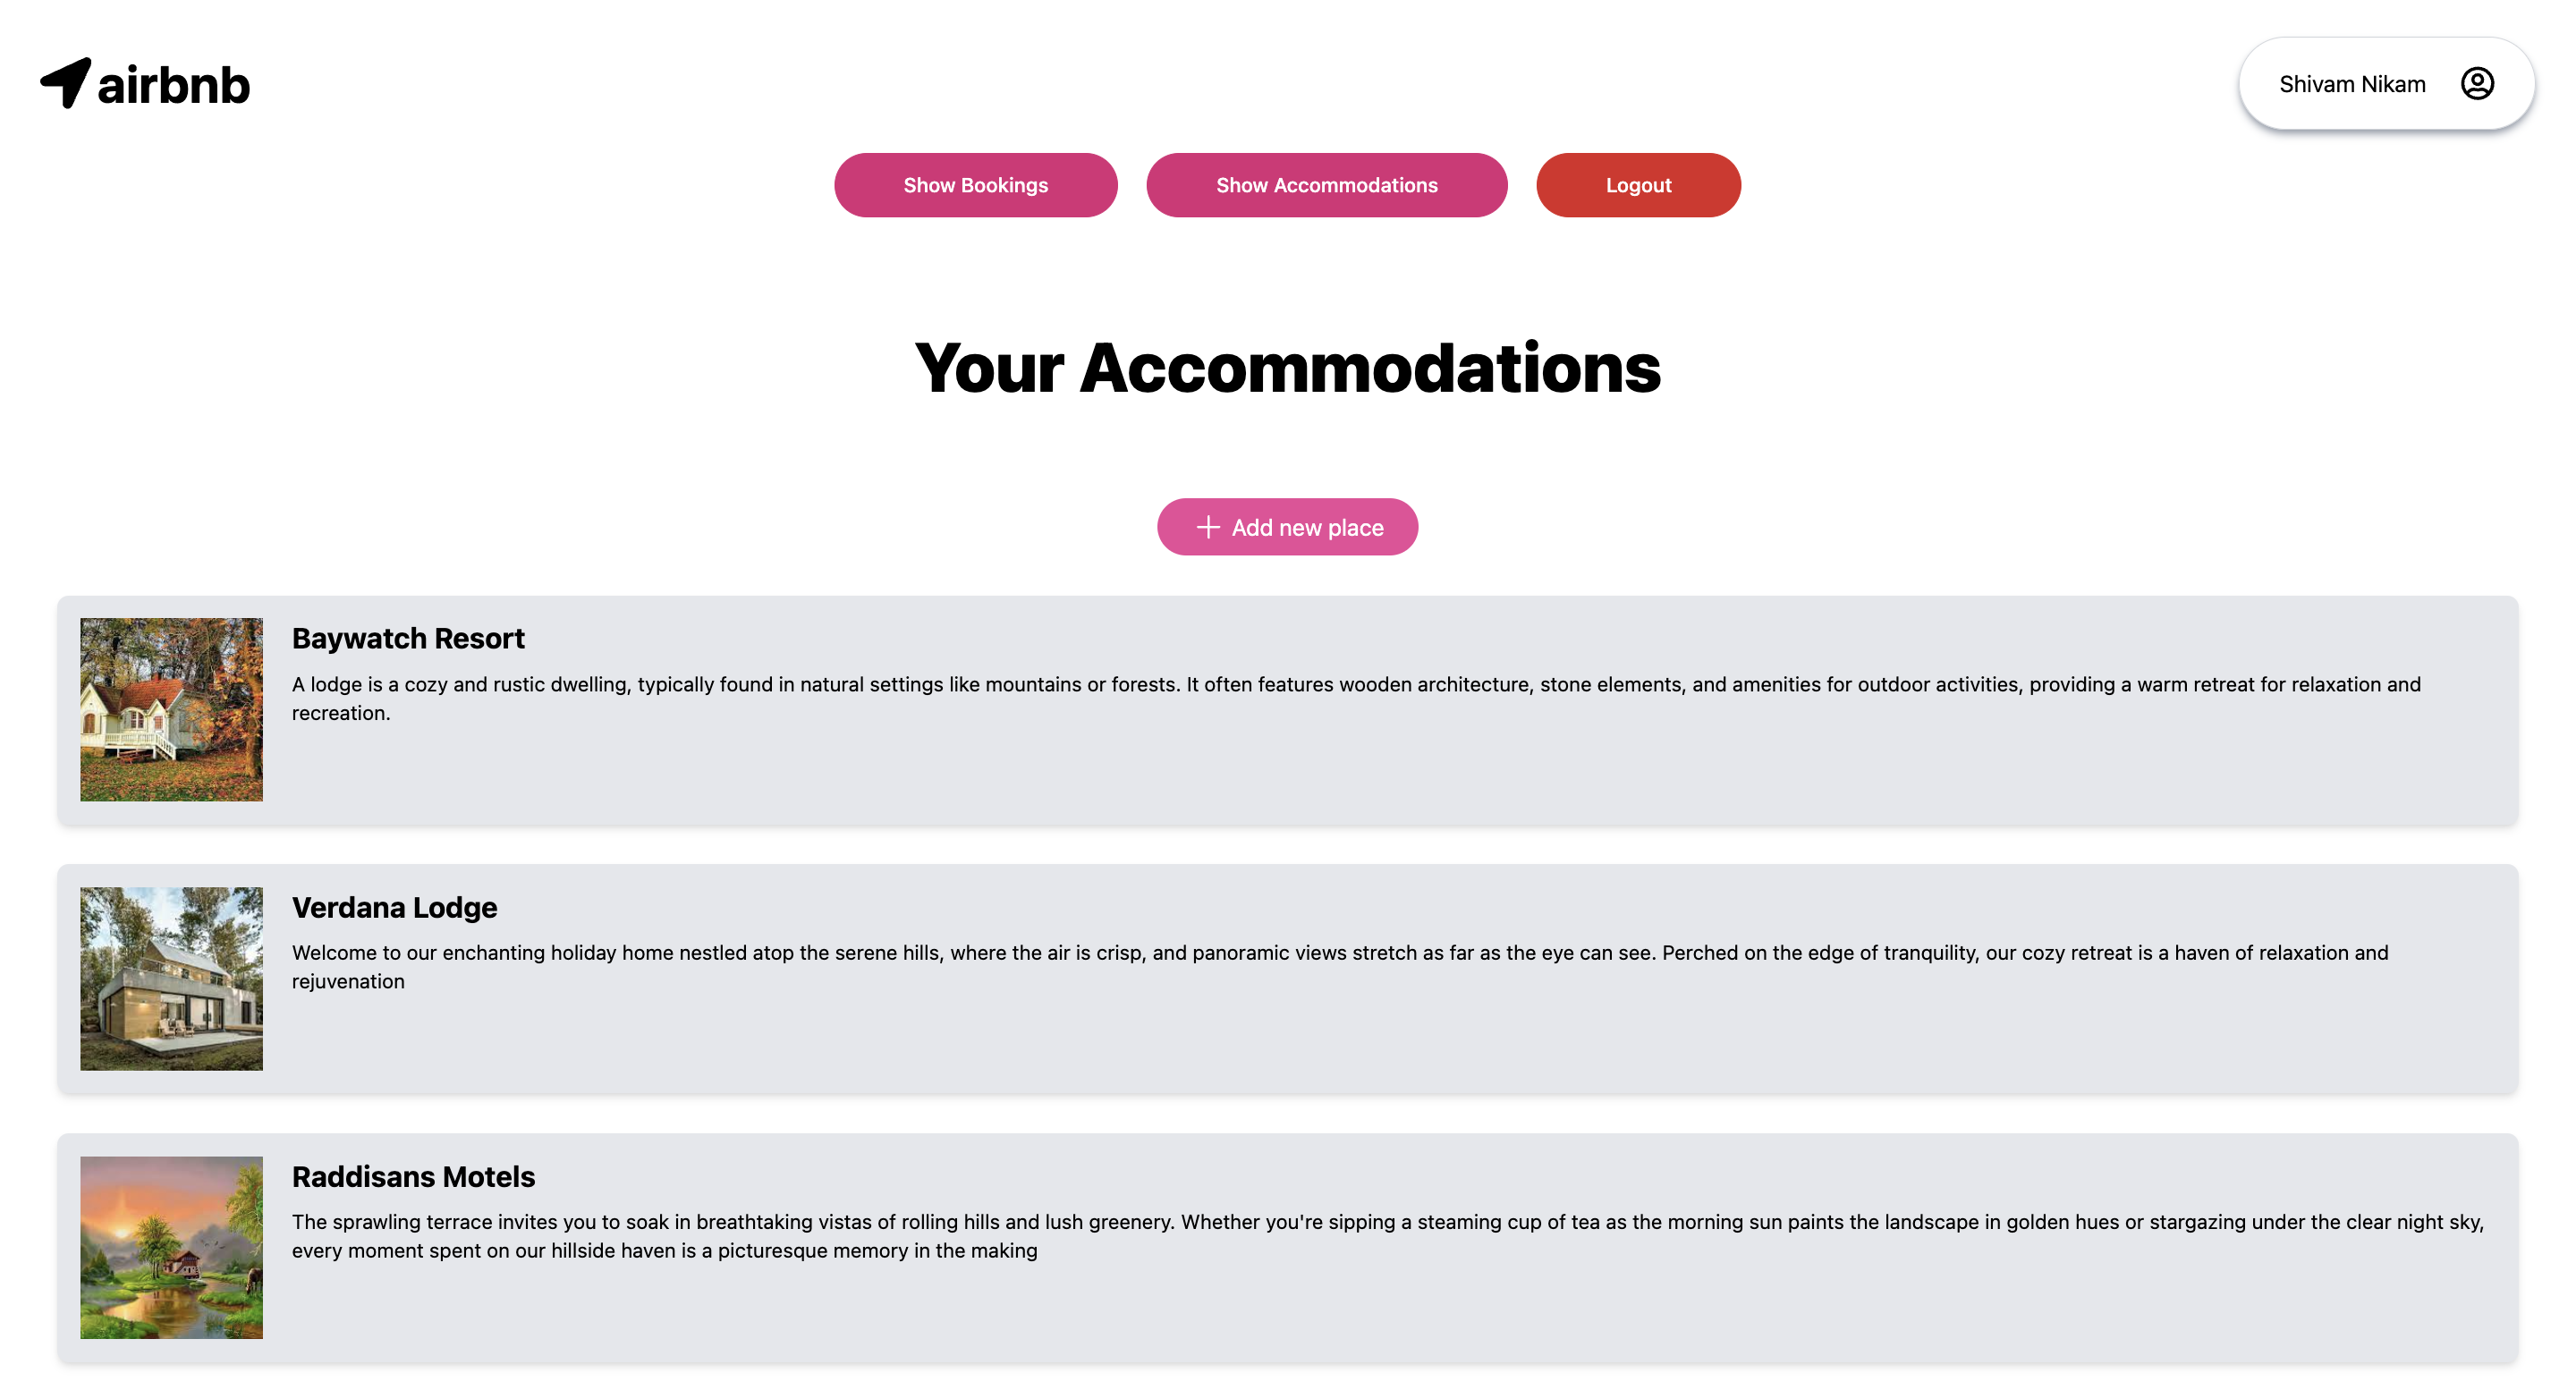 airbnb
Shivam Nikam
Show Bookings
Show Accommodations
Logout
Your Accommodations
Add new place
Baywatch Resort
A lodge is a cozy and rustic dwelling, typically found in natural settings like mountains or forests. It often features wooden architecture, stone elements, and amenities for outdoor activities, providing a warm retreat for relaxation and
recreation.
Verdana Lodge
Welcome to our enchanting holiday home nestled atop the serene hills, where the air is crisp, and panoramic views stretch as far as the eye can see. Perched on the edge of tranquility, our cozy retreat is a haven of relaxation and
rejuvenation
Raddisans Motels
The sprawling terrace invites you to soak in breathtaking vistas of rolling hills and lush greenery. Whether you're sipping a steaming cup of tea as the morning sun paints the landscape in golden hues or stargazing under the clear night sky,
every moment spent on our hillside haven is a picturesque memory in the making